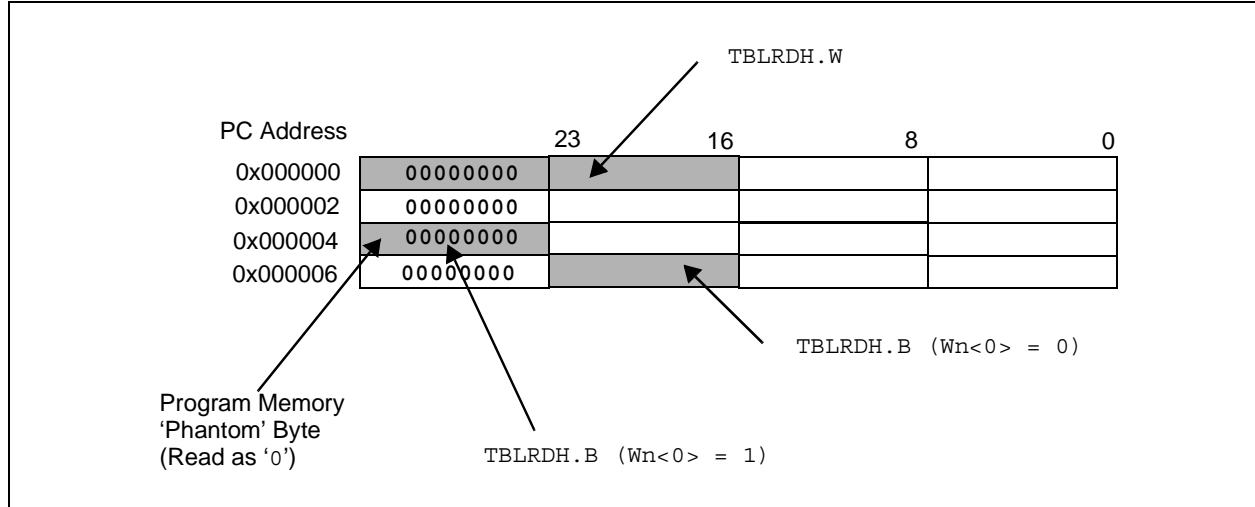 TBLRDH.W
PC Address 23 16 8 0
0x000000 00000000
0x000002 00000000
0x000004 00000000
0x000006 00000000
TBLRDH.B (Wn<0> = 0)
Program Memory
‘Phantom’ Byte
(Read as ‘0’)
TBLRDH.B (Wn<0> = 1)